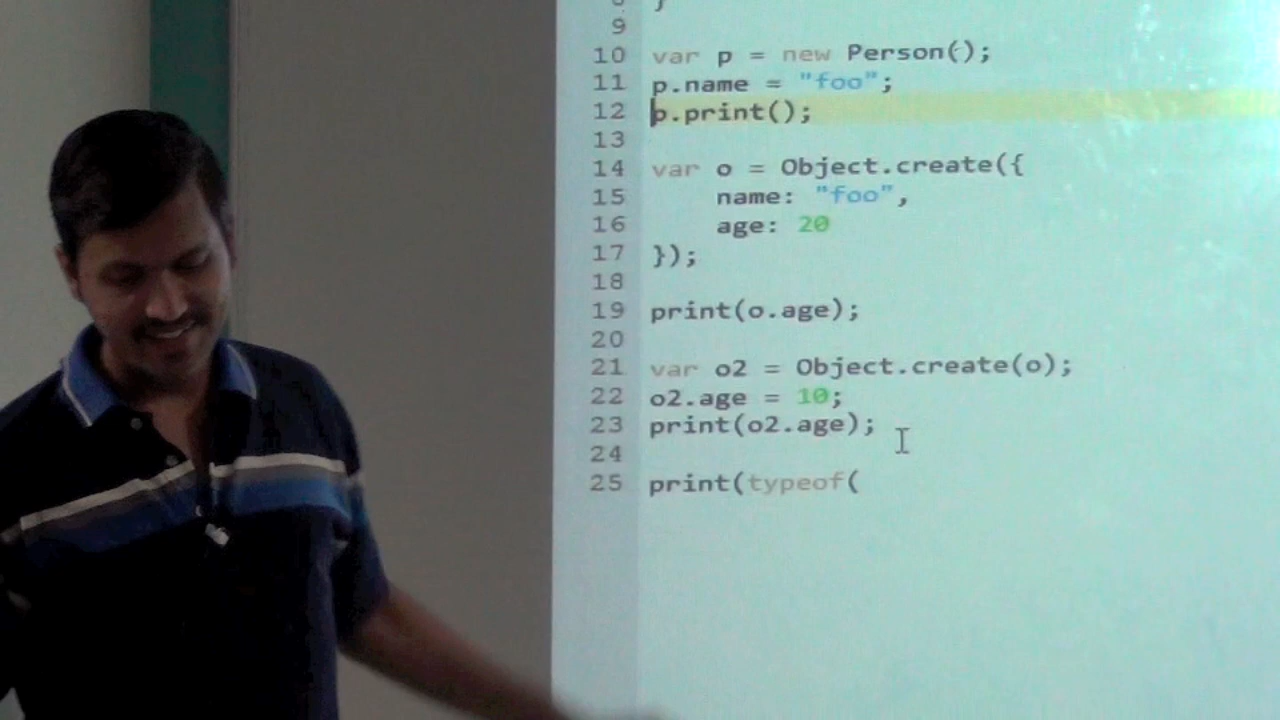 8 }
9
10 var p = new Person();
11 p.name = "foo";
12 p.print();
13
14 var o = Object.create({
15     name: "foo",
16     age: 20
17 });
18
19 print(o.age);
20
21 var o2 = Object.create(o);
22 o2.age = 10;
23 print(o2.age);
24
25 print(typeof(